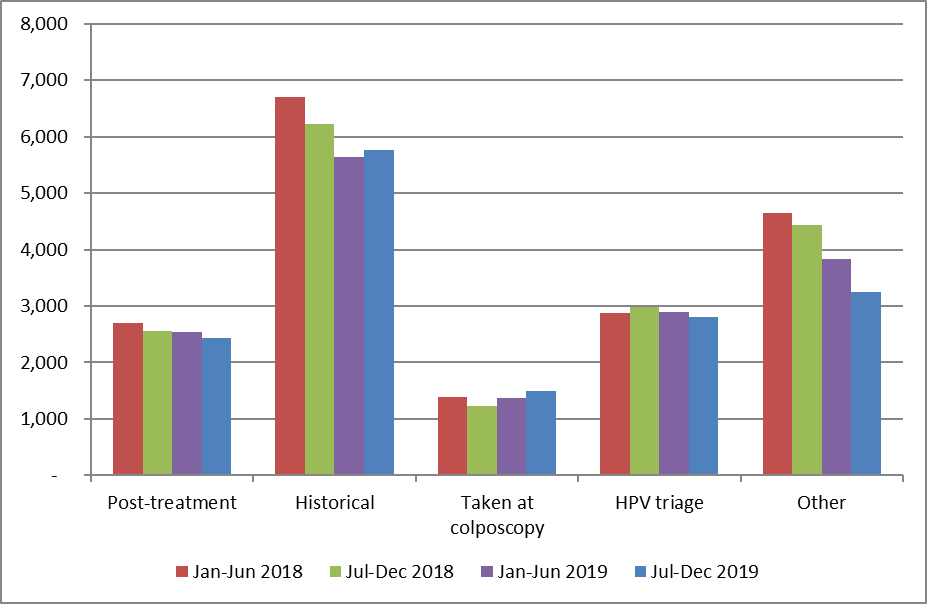 8,000
7,000
6,000
5,000
4,000
3,000
2,000
1,000
-
Post-treatment
Historical
Taken at
colposcopy
HPV triage
Other
Jan-Jun 2018
Jul-Dec 2018
Jan-Jun 2019
Jul-Dec 2019